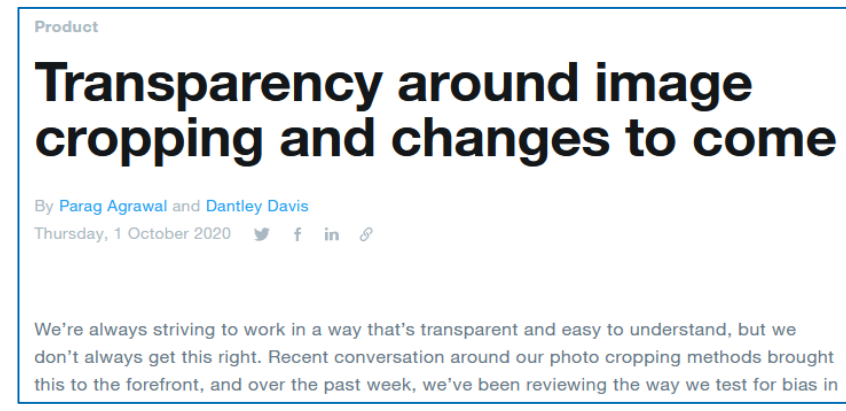 Product
Transparency around image
cropping and changes to come
By Parag Agrawal and Dantley Davis
Thursday, 1 October 2020
We're always striving to work in a way that's transparent and easy to understand, but we
don't always get this right. Recent conversation around our photo cropping methods brought
this to the forefront, and over the past week, we've been reviewing the way we test for bias in